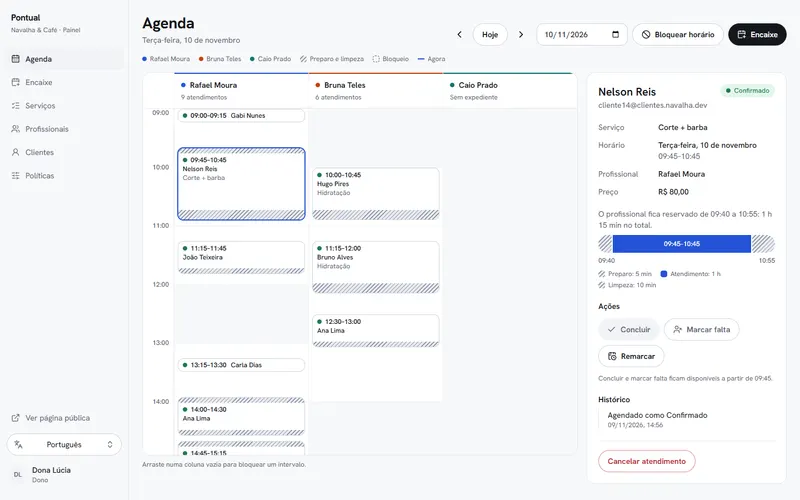 Pontual
Navalha & Café · Painel
Agenda
Encaixe
Serviços
Profissionais
Clientes
Políticas
Ver página pública
Português
DL
Dona Lúcia
Dono
Agenda
Terça-feira, 10 de novembro
Hoje
10/11/2026
Bloquear horário
Encaixe
Rafael Moura
Bruna Teles
Caio Prado
Preparo e limpeza
Bloqueio
Agora
Rafael Moura
9 atendimentos
Bruna Teles
6 atendimentos
Caio Prado
Sem expediente
09:00
10:00
11:00
12:00
13:00
14:00
09:00-09:15 Gabi Nunes
09:45-10:45
Nelson Reis
Corte + barba
11:15-11:45
João Teixeira
13:15-13:30 Carla Dias
14:00-14:30
Ana Lima
14:45-15:15
10:00-10:45
Hugo Pires
Hidratação
11:15-12:00
Bruno Alves
Hidratação
12:30-13:00
Ana Lima
Arraste numa coluna vazia para bloquear um intervalo.
Nelson Reis
Confirmado
cliente14@clientes.navalha.dev
Serviço
Corte + barba
Horário
Terça-feira, 10 de novembro
09:45-10:45
Profissional
Rafael Moura
Preço
R$ 80,00
O profissional fica reservado de 09:40 a 10:55: 1 h
15 min no total.
09:45-10:45
09:40
10:55
Preparo: 5 min
Atendimento: 1 h
Limpeza: 10 min
Ações
Concluir
Marcar falta
Remarcar
Concluir e marcar falta ficam disponíveis a partir de 09:45.
Histórico
Agendado como Confirmado
09/11/2026, 14:56
Cancelar atendimento